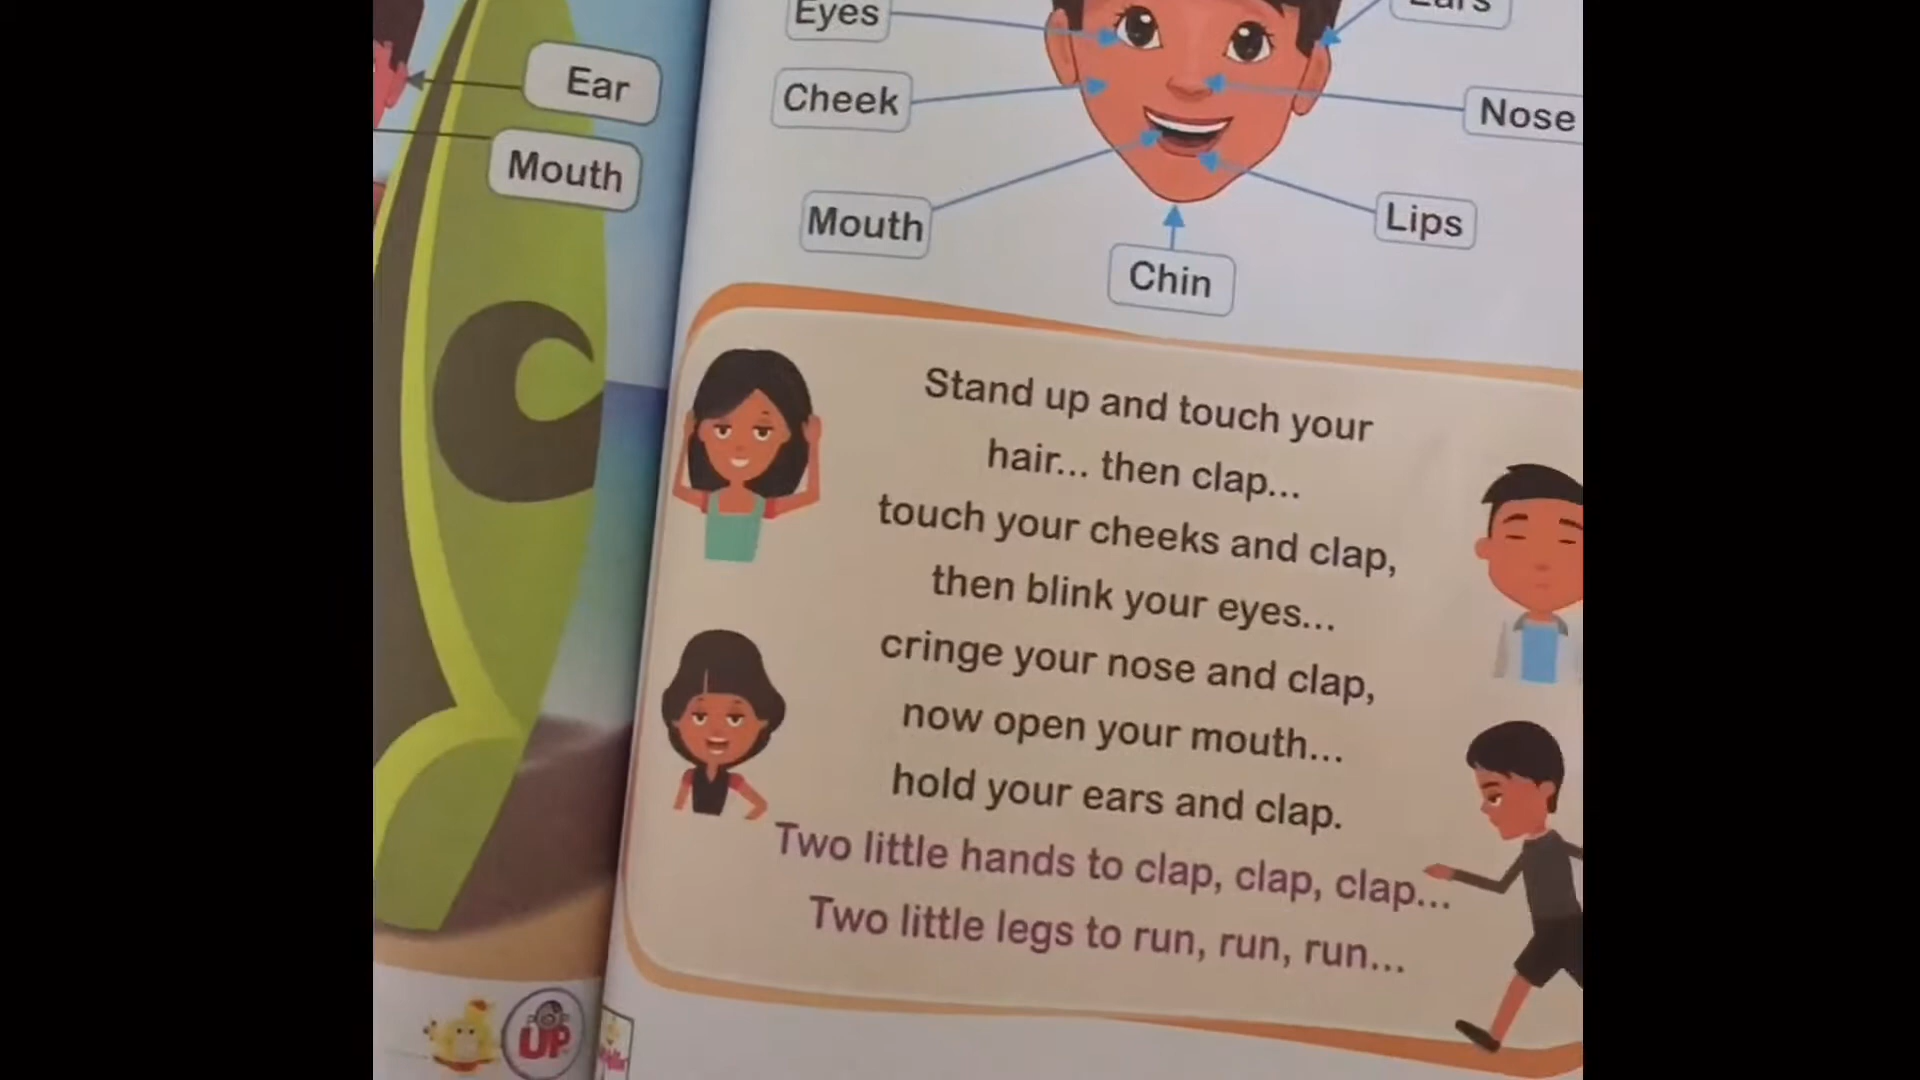 Ear
Mouth
Eyes
Ears
Cheek
Nose
Mouth
Lips
Chin
Stand up and touch your
hair... then clap...
touch your cheeks and clap,
then blink your eyes...
cringe your nose and clap,
now open your mouth...
hold your ears and clap.
Two little hands to clap, clap, clap...
Two little legs to run, run, run...
UP